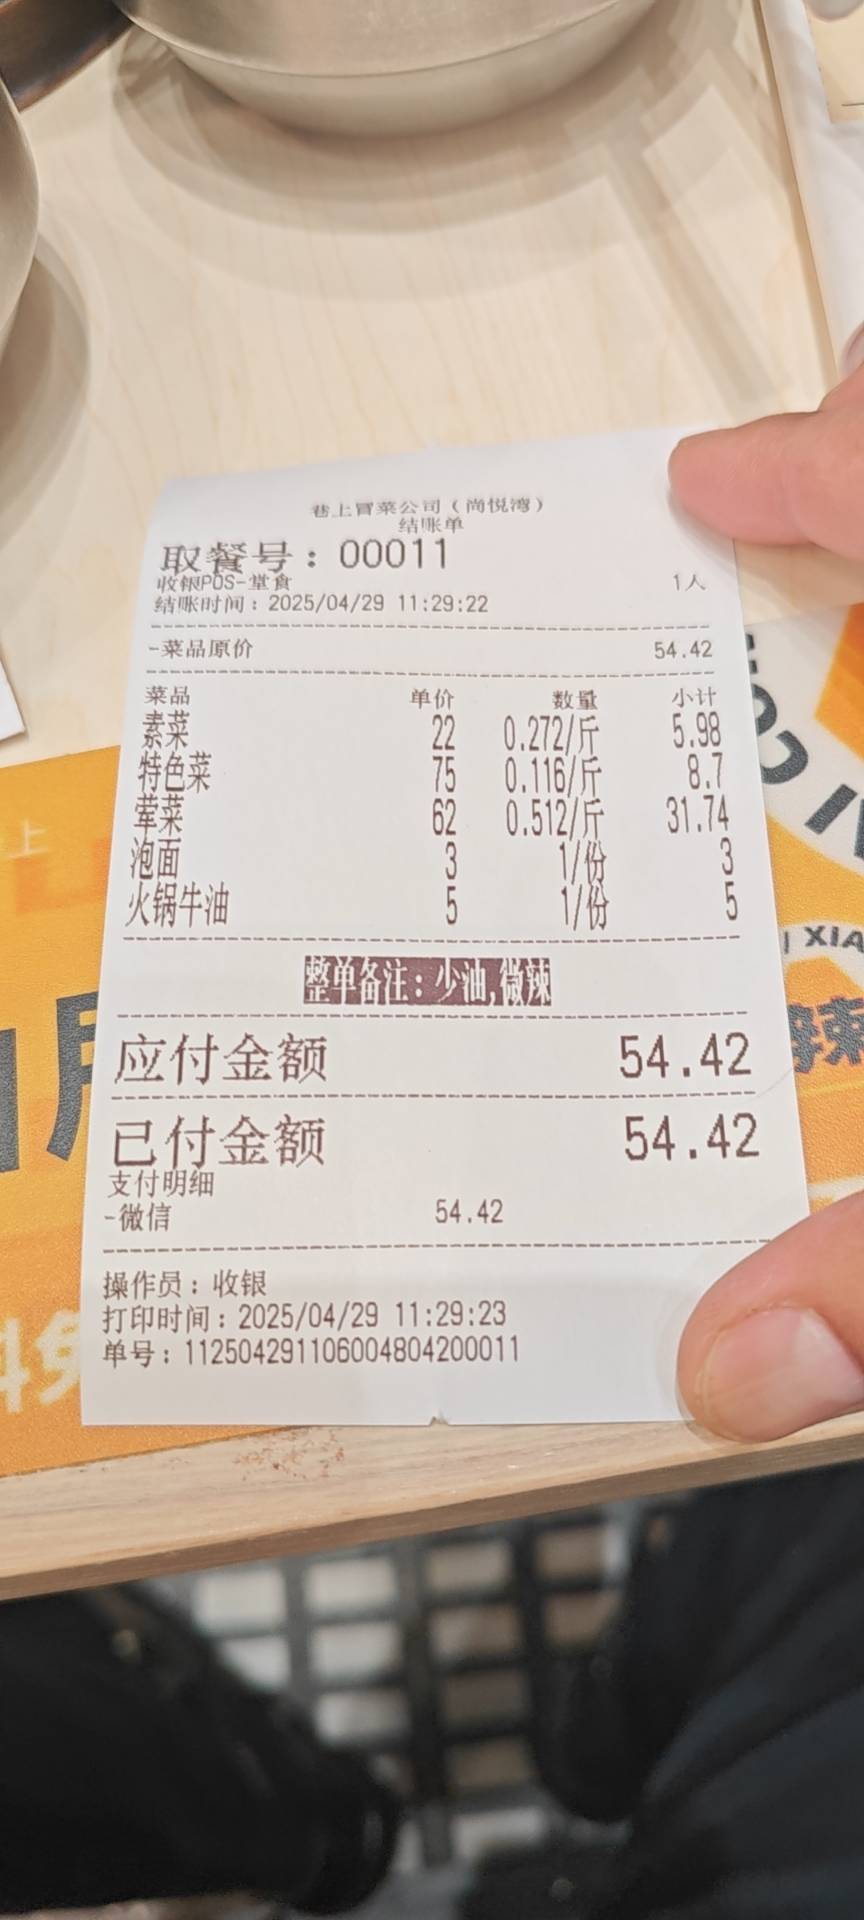 巷上冒菜公司（尚悦湾）
结账单
取餐号：00011
收银POS-堂食 1人
结账时间：2025/04/29 11:29:22
-菜品原价 54.42
菜品 单价 数量 小计
素菜 22 0.272/斤 5.98
特色菜 75 0.116/斤 8.7
荤菜 62 0.512/斤 31.74
泡面 3 1/份 3
火锅牛油 5 1/份 5
整单备注：少油,微辣
应付金额 54.42
已付金额 54.42
支付明细
-微信 54.42
操作员：收银
打印时间：2025/04/29 11:29:23
单号：112504291106004804200011
上
XIA
辣